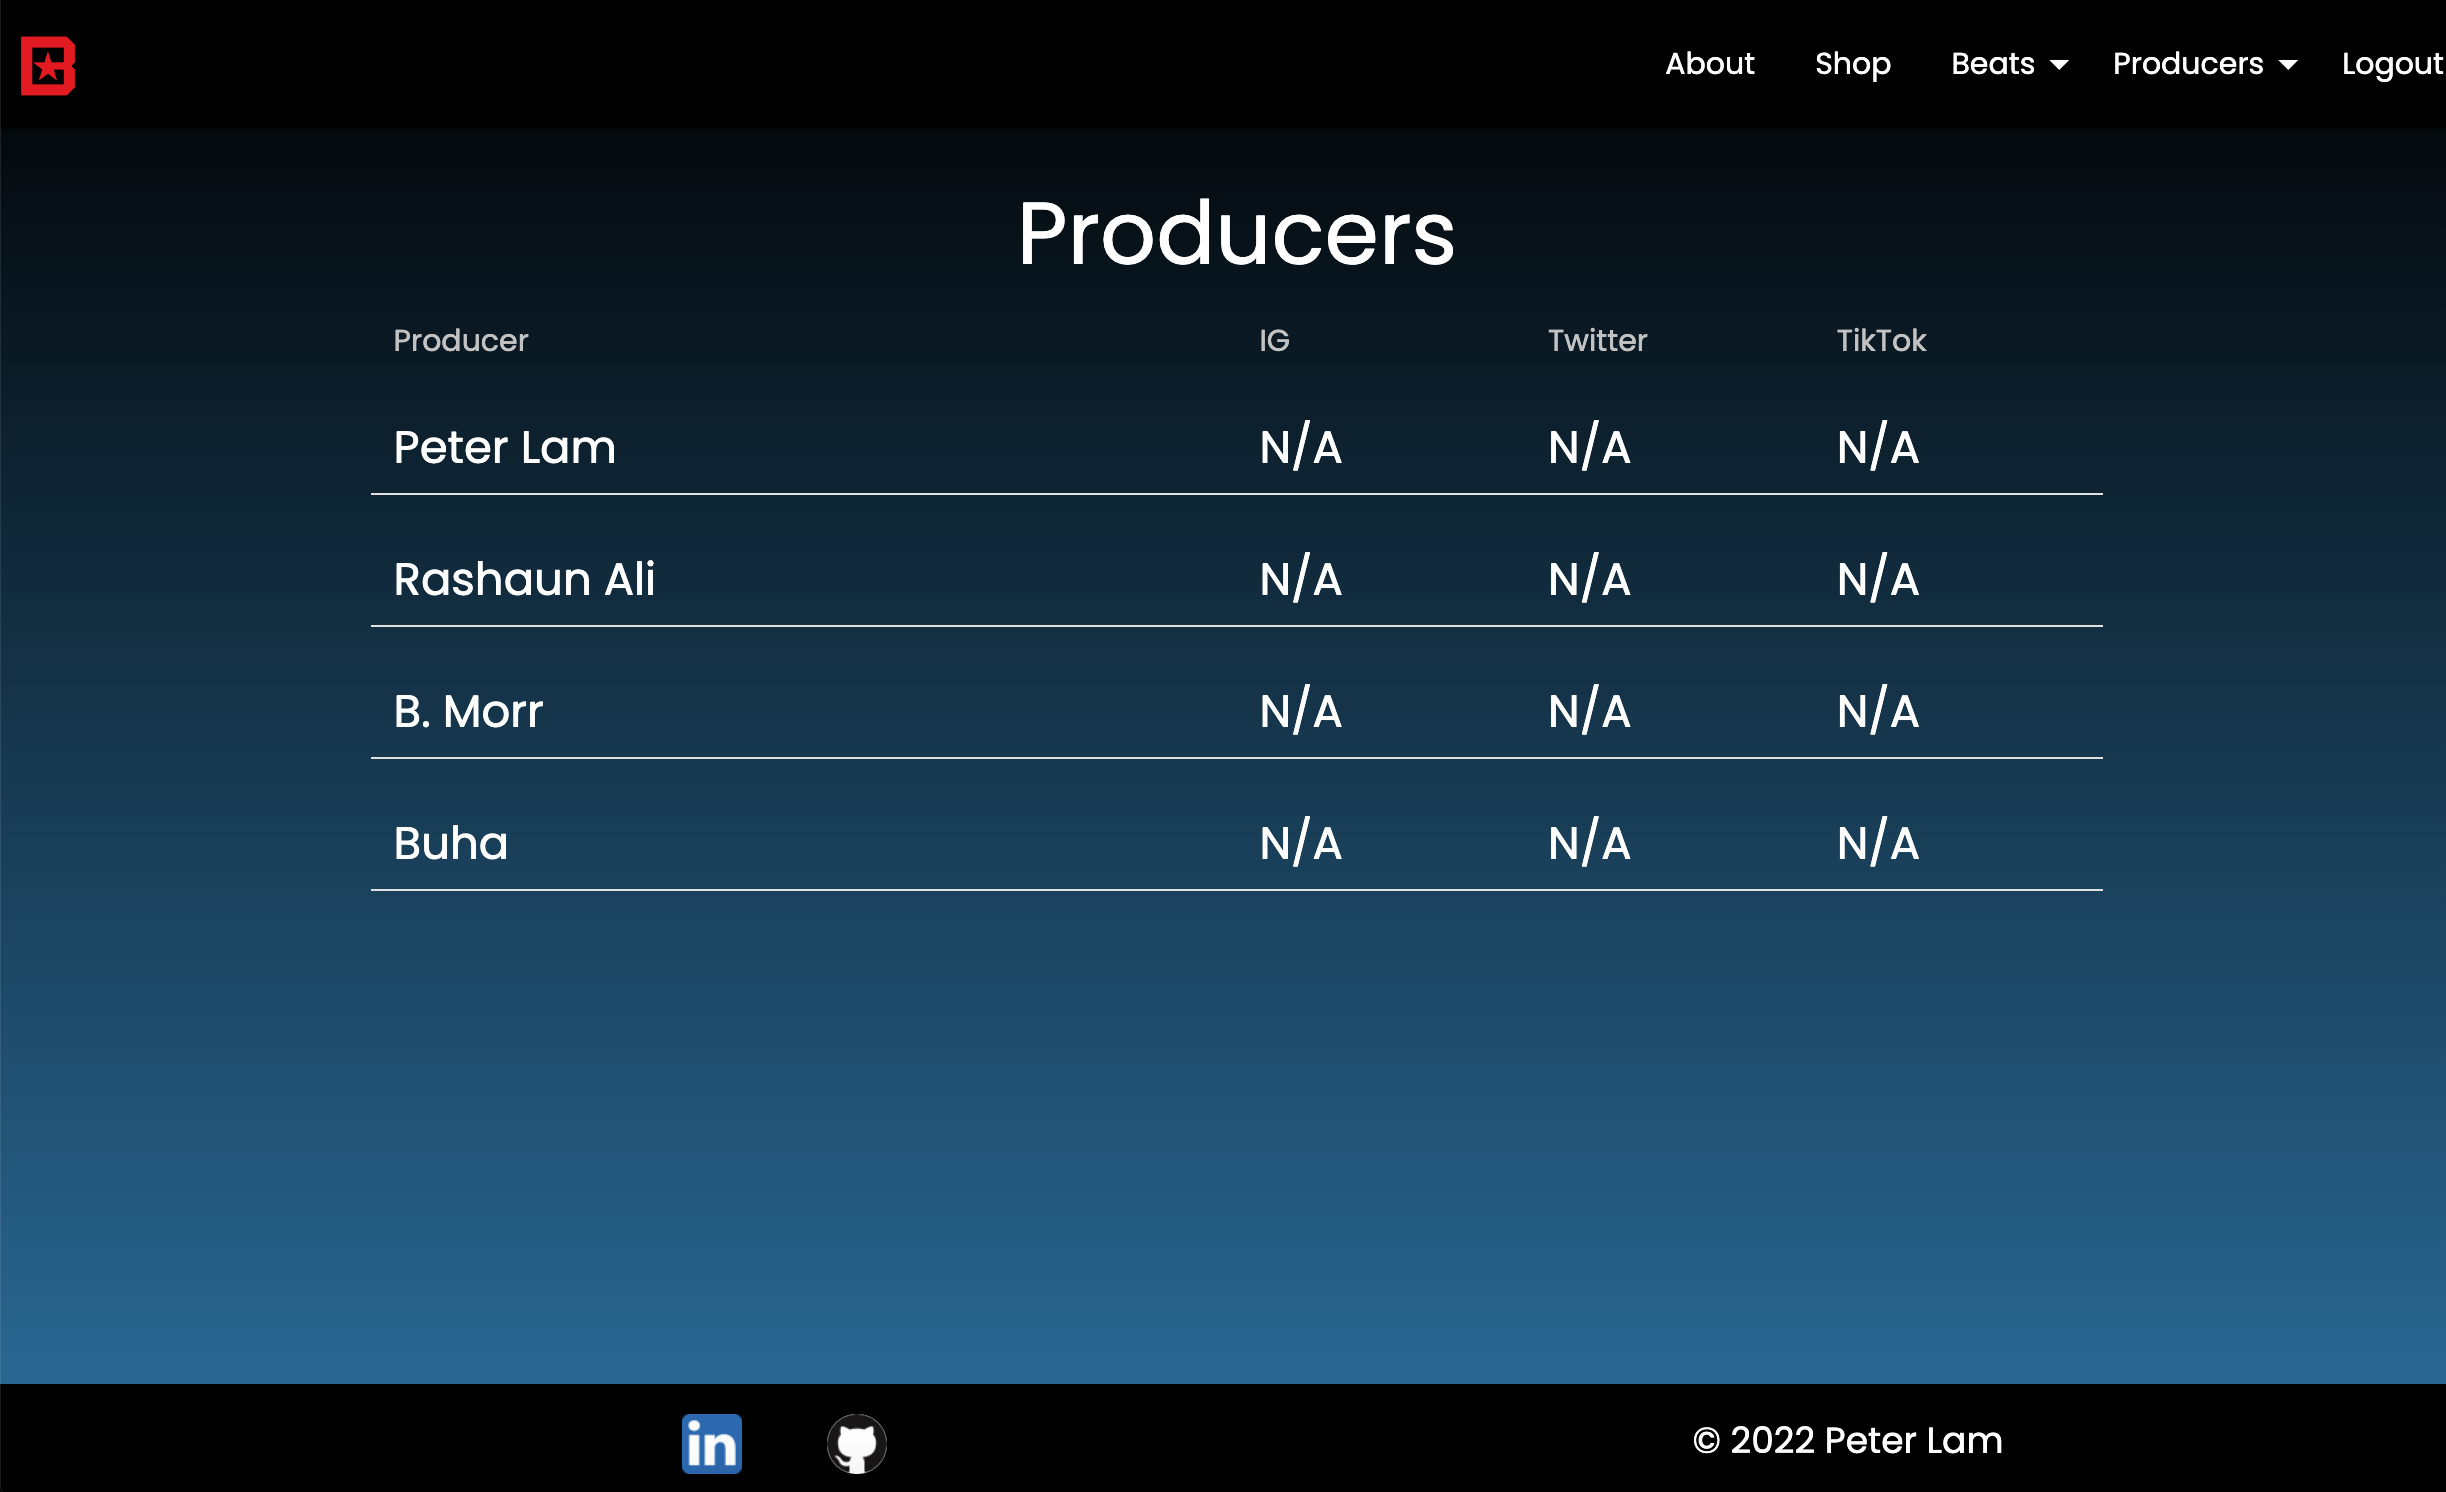 About Shop Beats Producers Logout
Producers
Producer IG Twitter TikTok
Peter Lam N/A N/A N/A
Rashaun Ali N/A N/A N/A
B. Morr N/A N/A N/A
Buha N/A N/A N/A
in © 2022 Peter Lam